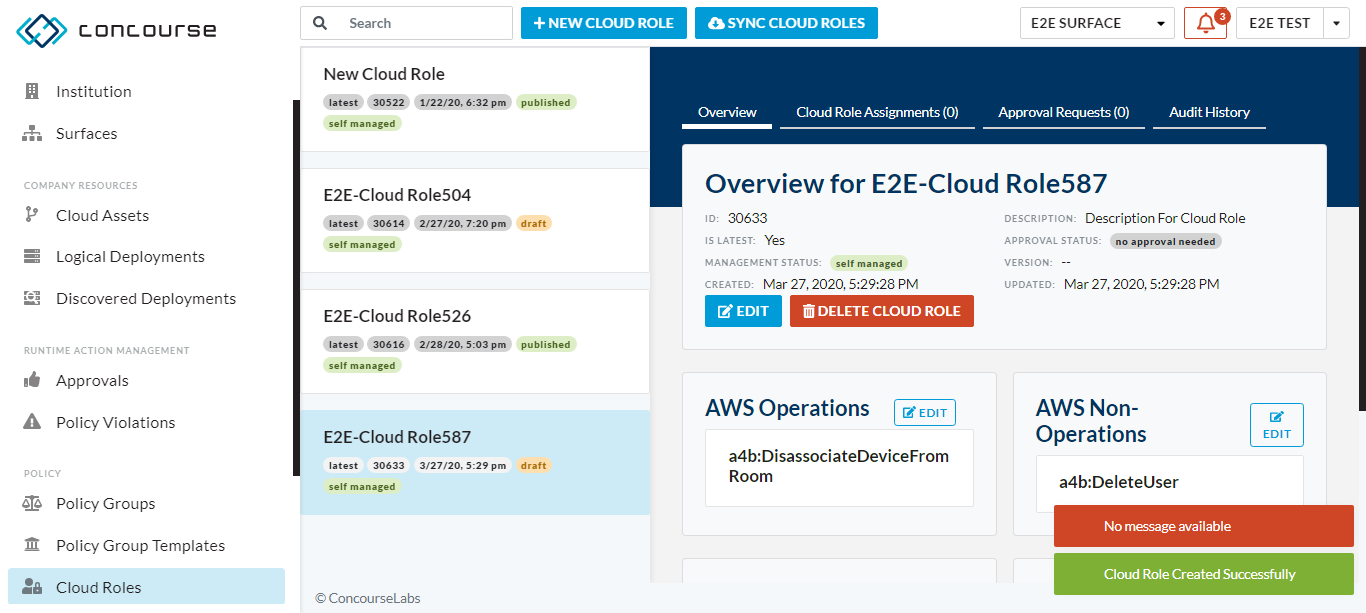 concourse
Search
NEW CLOUD ROLE
SYNC CLOUD ROLES
E2E SURFACE
3
E2E TEST
Institution
Surfaces
COMPANY RESOURCES
Cloud Assets
Logical Deployments
Discovered Deployments
RUNTIME ACTION MANAGEMENT
Approvals
Policy Violations
POLICY
Policy Groups
Policy Group Templates
Cloud Roles
New Cloud Role
latest 30522 1/22/20, 6:32 pm published
self managed
E2E-Cloud Role504
latest 30614 2/27/20, 7:20 pm draft
self managed
E2E-Cloud Role526
latest 30616 2/28/20, 5:03 pm published
self managed
E2E-Cloud Role587
latest 30633 3/27/20, 5:29 pm draft
self managed
© ConcourseLabs
Overview Cloud Role Assignments (0) Approval Requests (0) Audit History
Overview for E2E-Cloud Role587
ID: 30633
IS LATEST: Yes
MANAGEMENT STATUS: self managed
CREATED: Mar 27, 2020, 5:29:28 PM
DESCRIPTION: Description For Cloud Role
APPROVAL STATUS: no approval needed
VERSION: --
UPDATED: Mar 27, 2020, 5:29:28 PM
EDIT
DELETE CLOUD ROLE
AWS Operations
EDIT
a4b:DisassociateDeviceFrom
Room
AWS Non-
Operations
EDIT
a4b:DeleteUser
No message available
Cloud Role Created Successfully